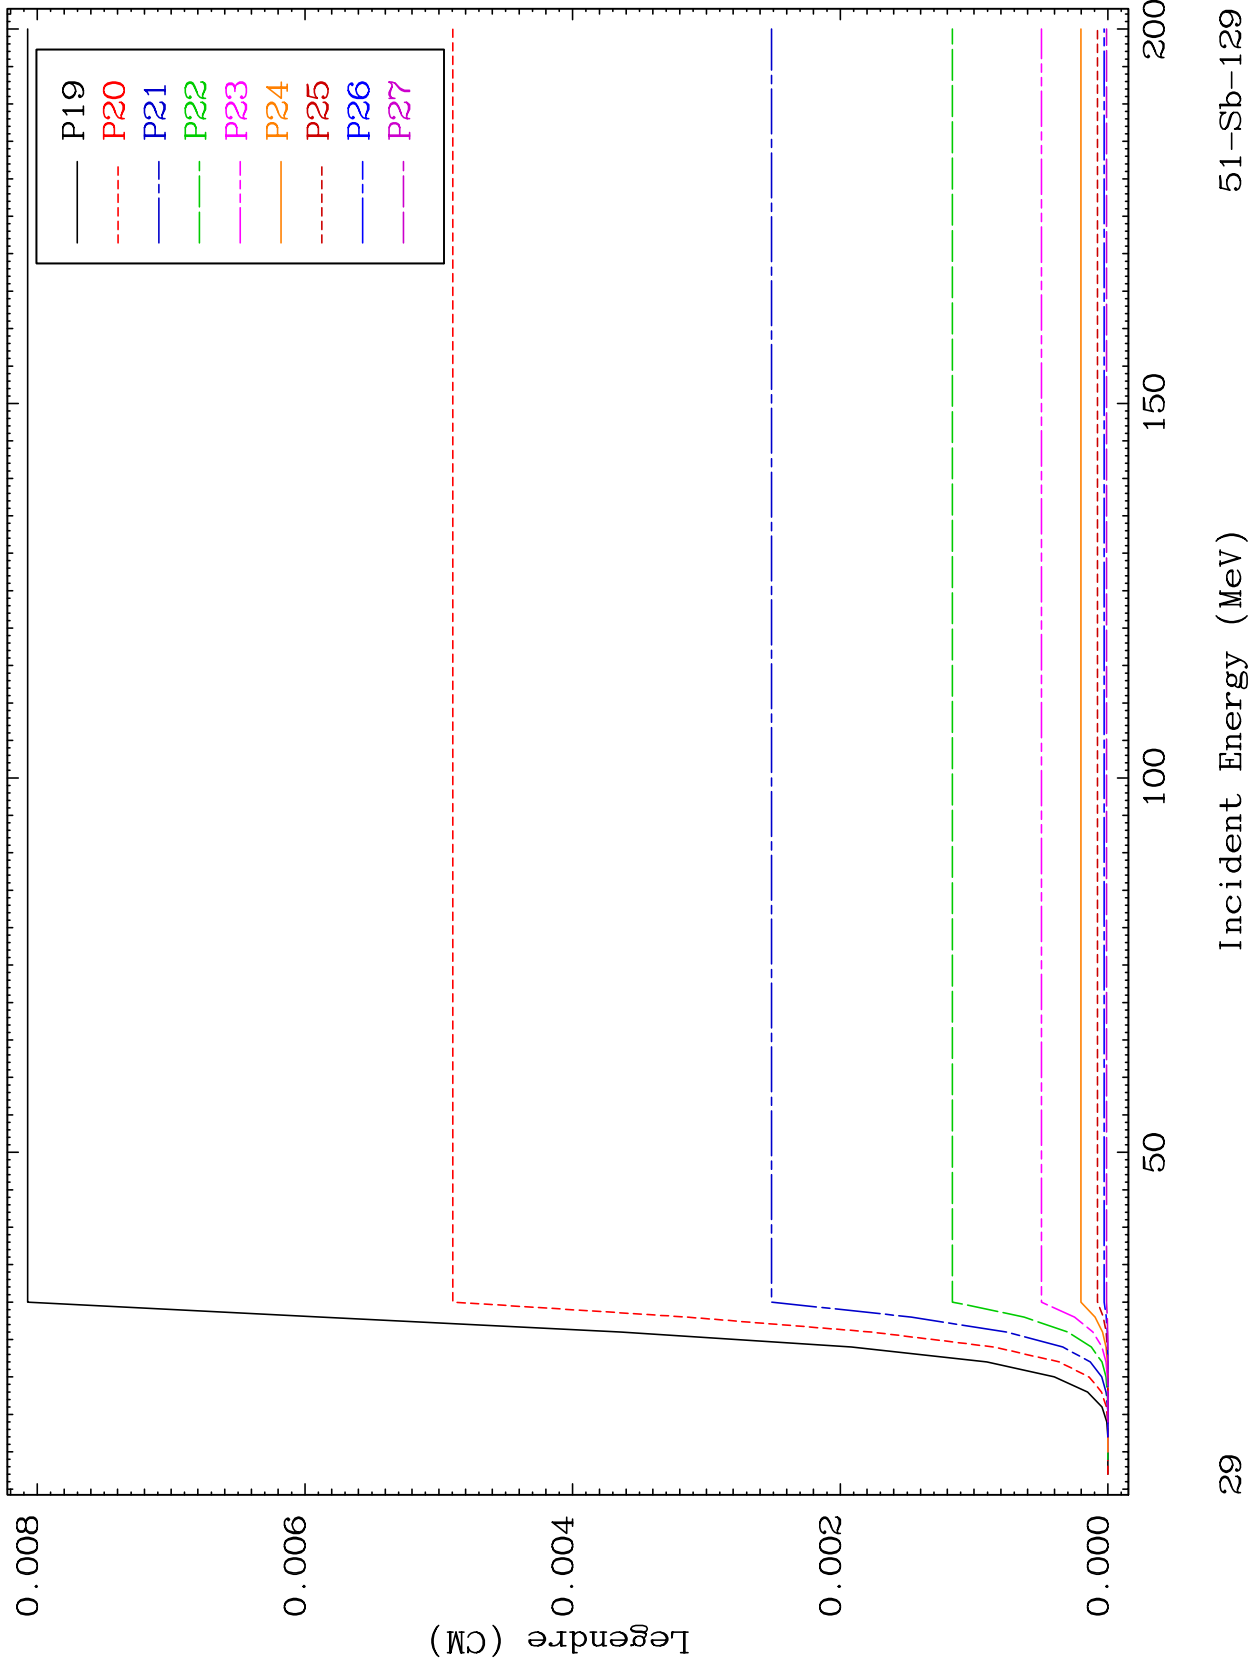 0.008
0.006
0.004
0.002
0.000
Legendre (CM)
P19
P20
P21
P22
P23
P24
P25
P26
P27
50
100
150
200
Incident Energy (MeV)
29
51-Sb-129